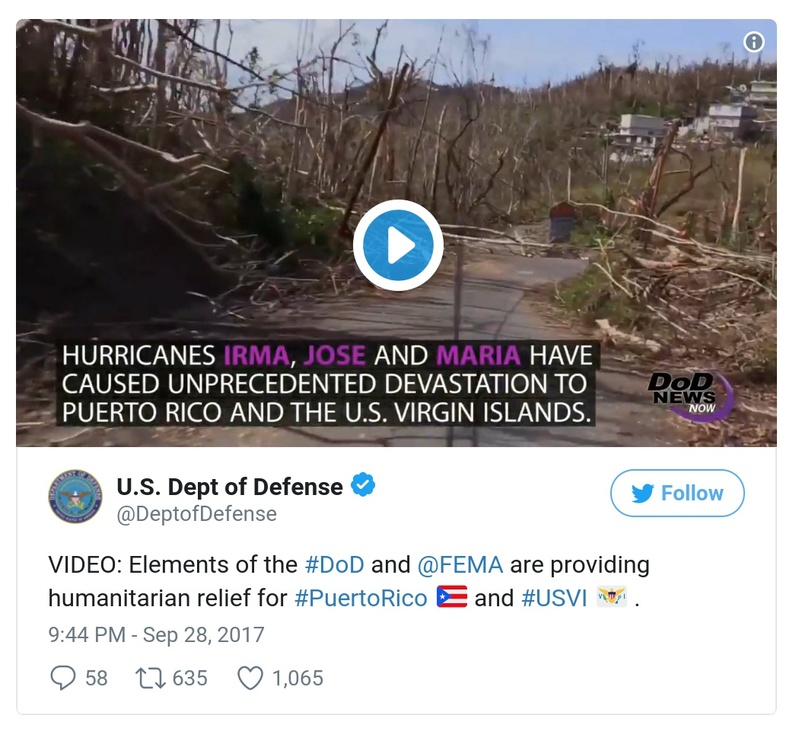 HURRICANES IRMA, JOSE AND MARIA HAVE
CAUSED UNPRECEDENTED DEVASTATION TO
PUERTO RICO AND THE U.S. VIRGIN ISLANDS.
DoD
NEWS
NOW
U.S. Dept of Defense
@DeptofDefense
Follow
VIDEO: Elements of the #DoD and @FEMA are providing
humanitarian relief for #PuertoRico 🇵🇷 and #USVI 🇻🇮 .
9:44 PM - Sep 28, 2017
58 635 1,065